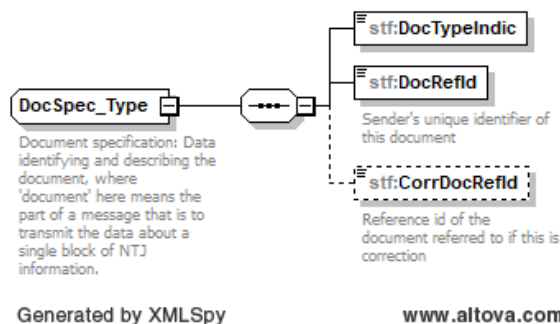 stf:DocTypeIndic
DocSpec_Type
Document specification: Data
identifying and describing the
document, where
'document' here means the
part of a message that is to
transmit the data about a
single block of NTJ
information.
stf:DocRefId
Sender's unique identifier of
this document
stf:CorrDocRefId
Reference id of the
document referred to if this is
correction
Generated by XMLSpy
www.altova.com